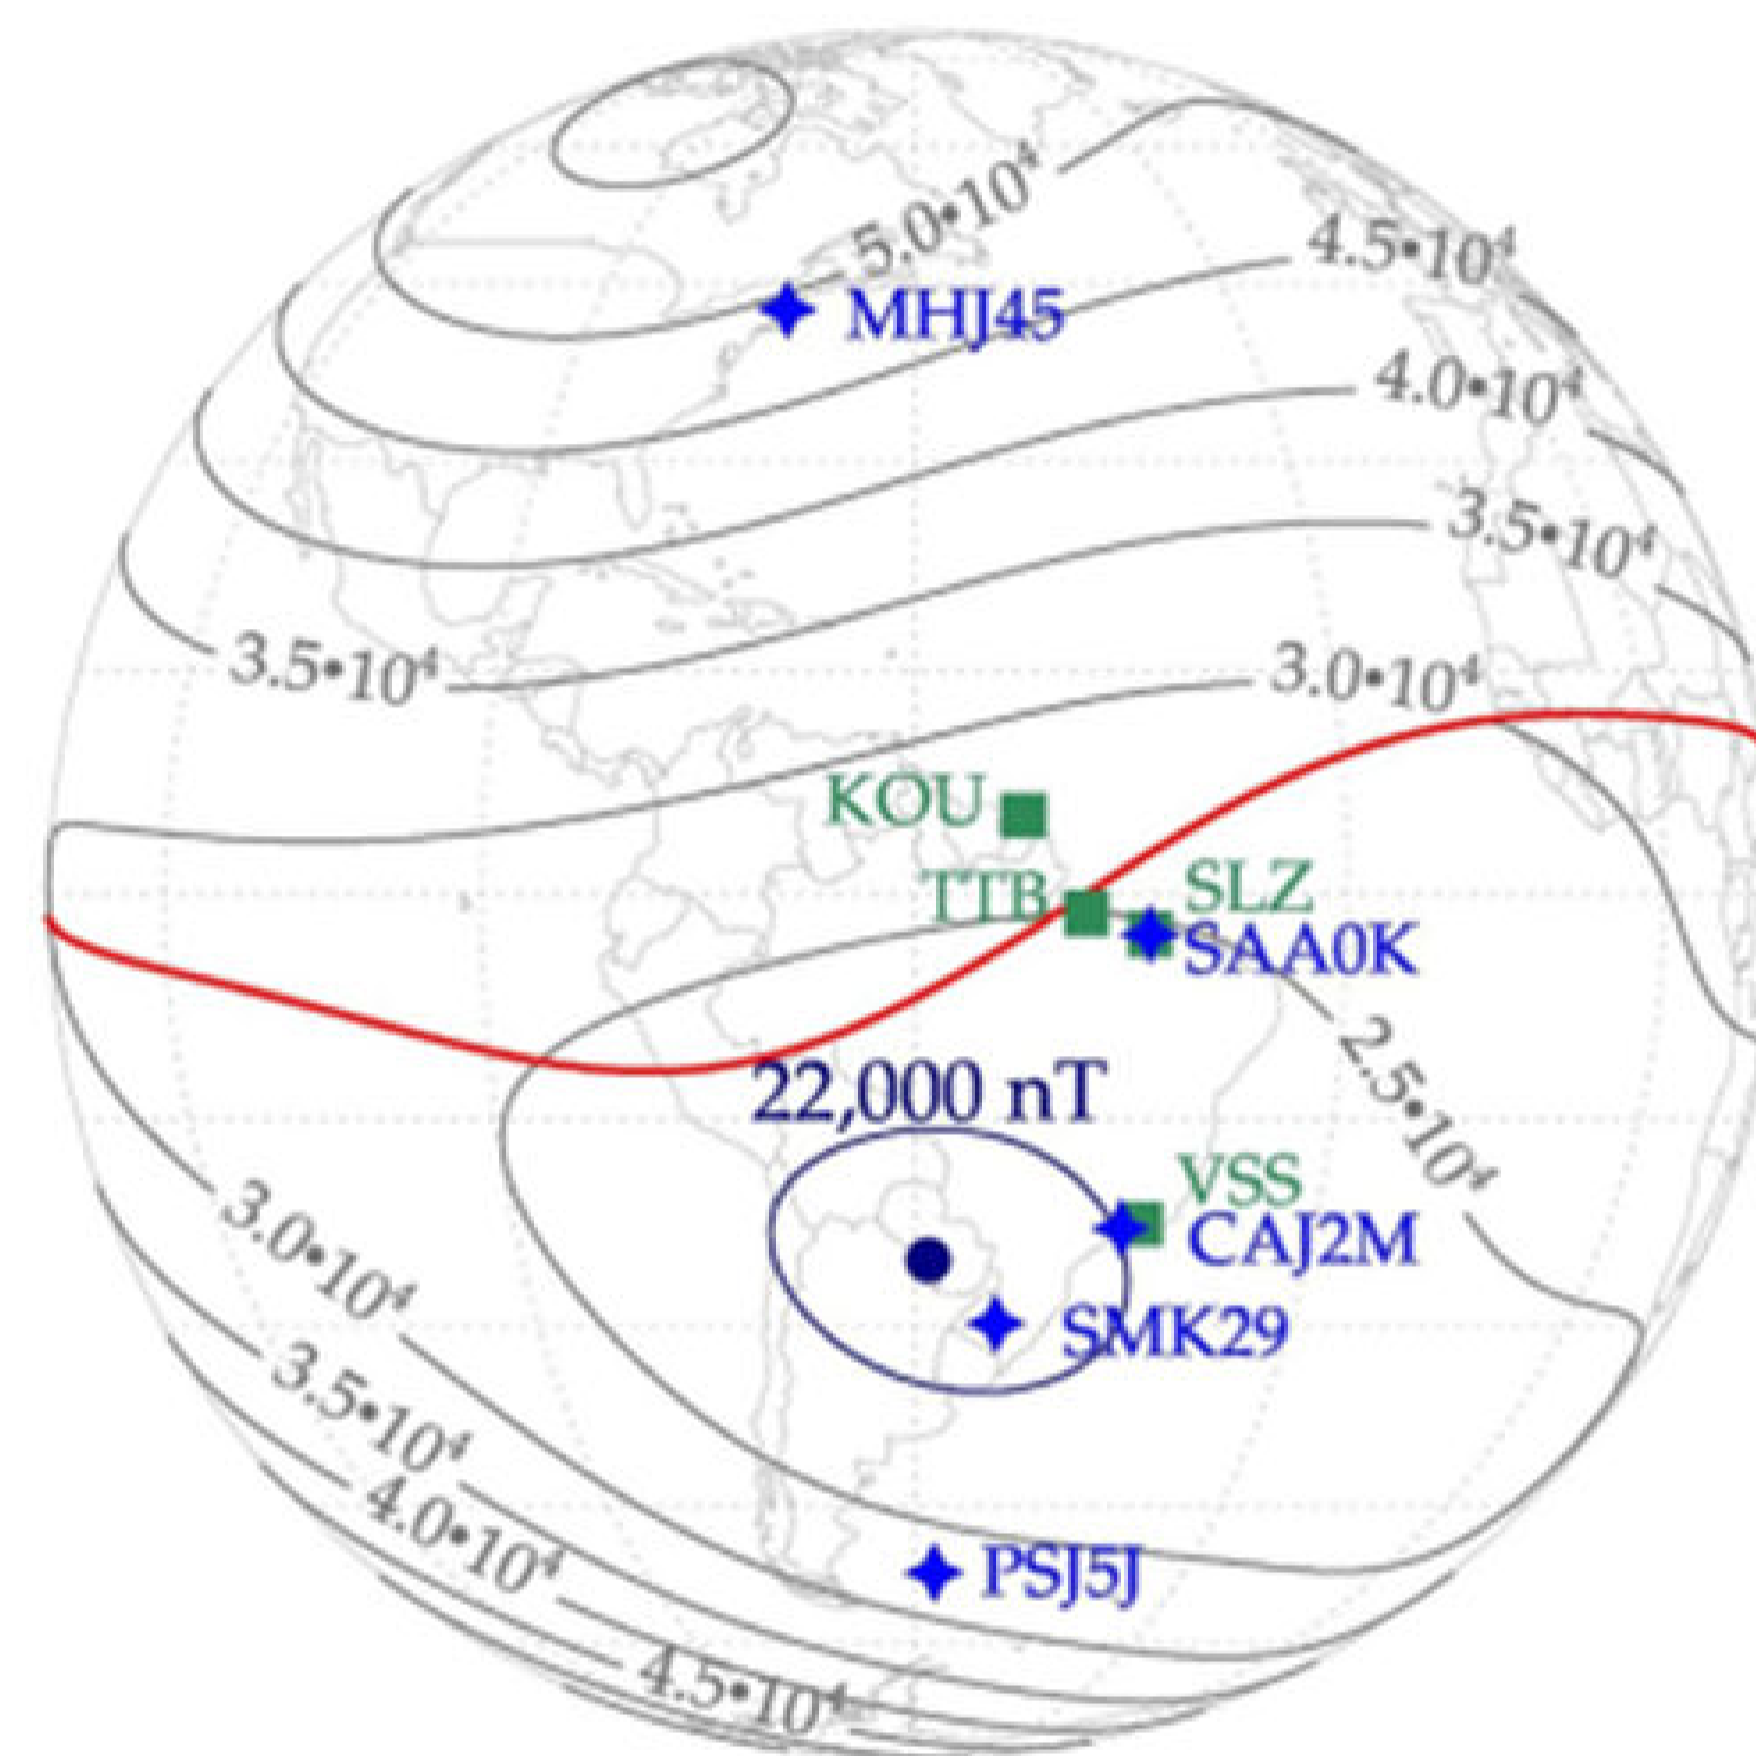 5.0•10⁴
4.5•10⁴
MHJ45
4.0•10⁴
3.5•10⁴
3.5•10⁴
3.0•10⁴
KOU
TTB
SLZ
SAA0K
2.5•10⁴
22,000 nT
VSS
CAJ2M
3.0•10⁴
SMK29
3.5•10⁴
4.0•10⁴
PSJ5J
4.5•10⁴